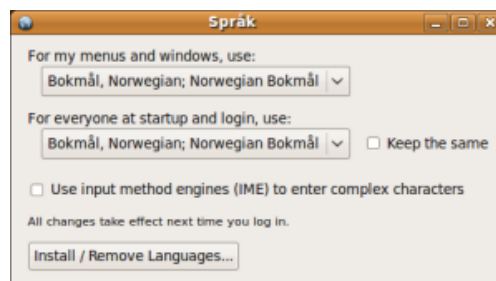 Språk
For my menus and windows, use:
Bokmål, Norwegian; Norwegian Bokmål
For everyone at startup and login, use:
Bokmål, Norwegian; Norwegian Bokmål
Keep the same
Use input method engines (IME) to enter complex characters
All changes take effect next time you log in.
Install / Remove Languages...